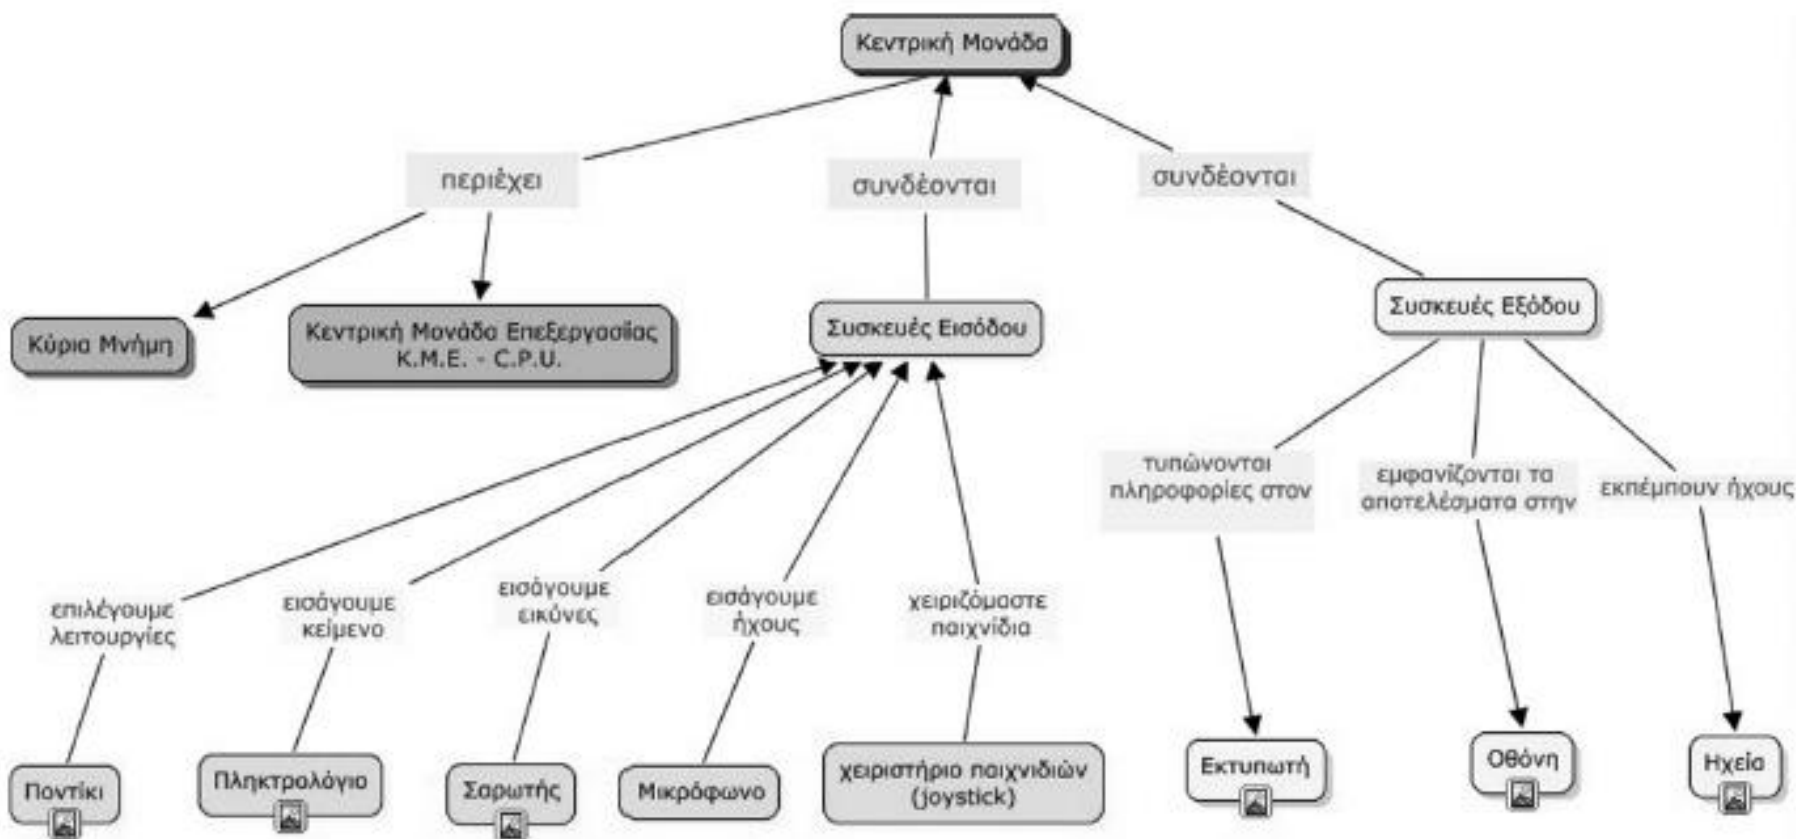 Κεντρική Μονάδα
περιέχει
συνδέονται
συνδέονται
Κύρια Μνήμη
Κεντρική Μονάδα Επεξεργασίας
Κ.Μ.Ε. - C.P.U.
Συσκευές Εισόδου
Συσκευές Εξόδου
τυπώνονται
πληροφορίες στον
εμφανίζονται τα
αποτελέσματα στην
εκπέμπουν ήχους
επιλέγουμε
λειτουργίες
εισάγουμε
κείμενο
εισάγουμε
εικόνες
εισάγουμε
ήχους
χειριζόμαστε
παιχνίδια
Ποντίκι
Πληκτρολόγιο
Σαρωτής
Μικρόφωνο
χειριστήριο παιχνιδιών
(joystick)
Εκτυπωτή
Οθόνη
Ηχεία